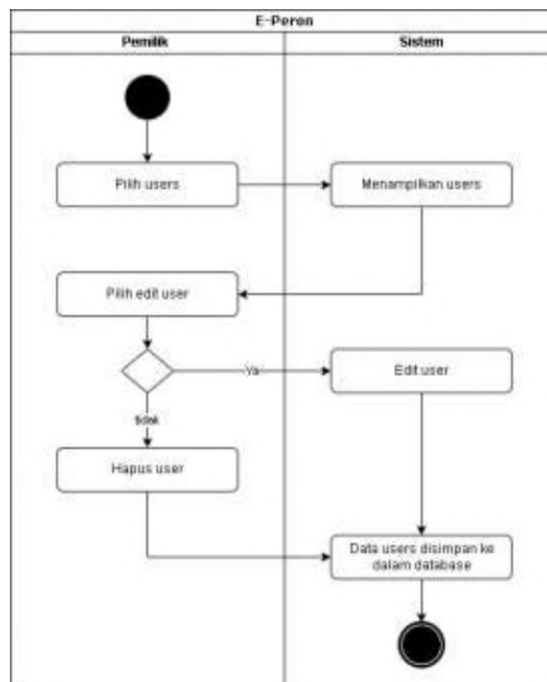 E-Peron
Pemilik
Sistem
Pilih users
Menampilkan users
Pilih edit user
Ya
Edit user
tidak
Hapus user
Data users disimpan ke
dalam database